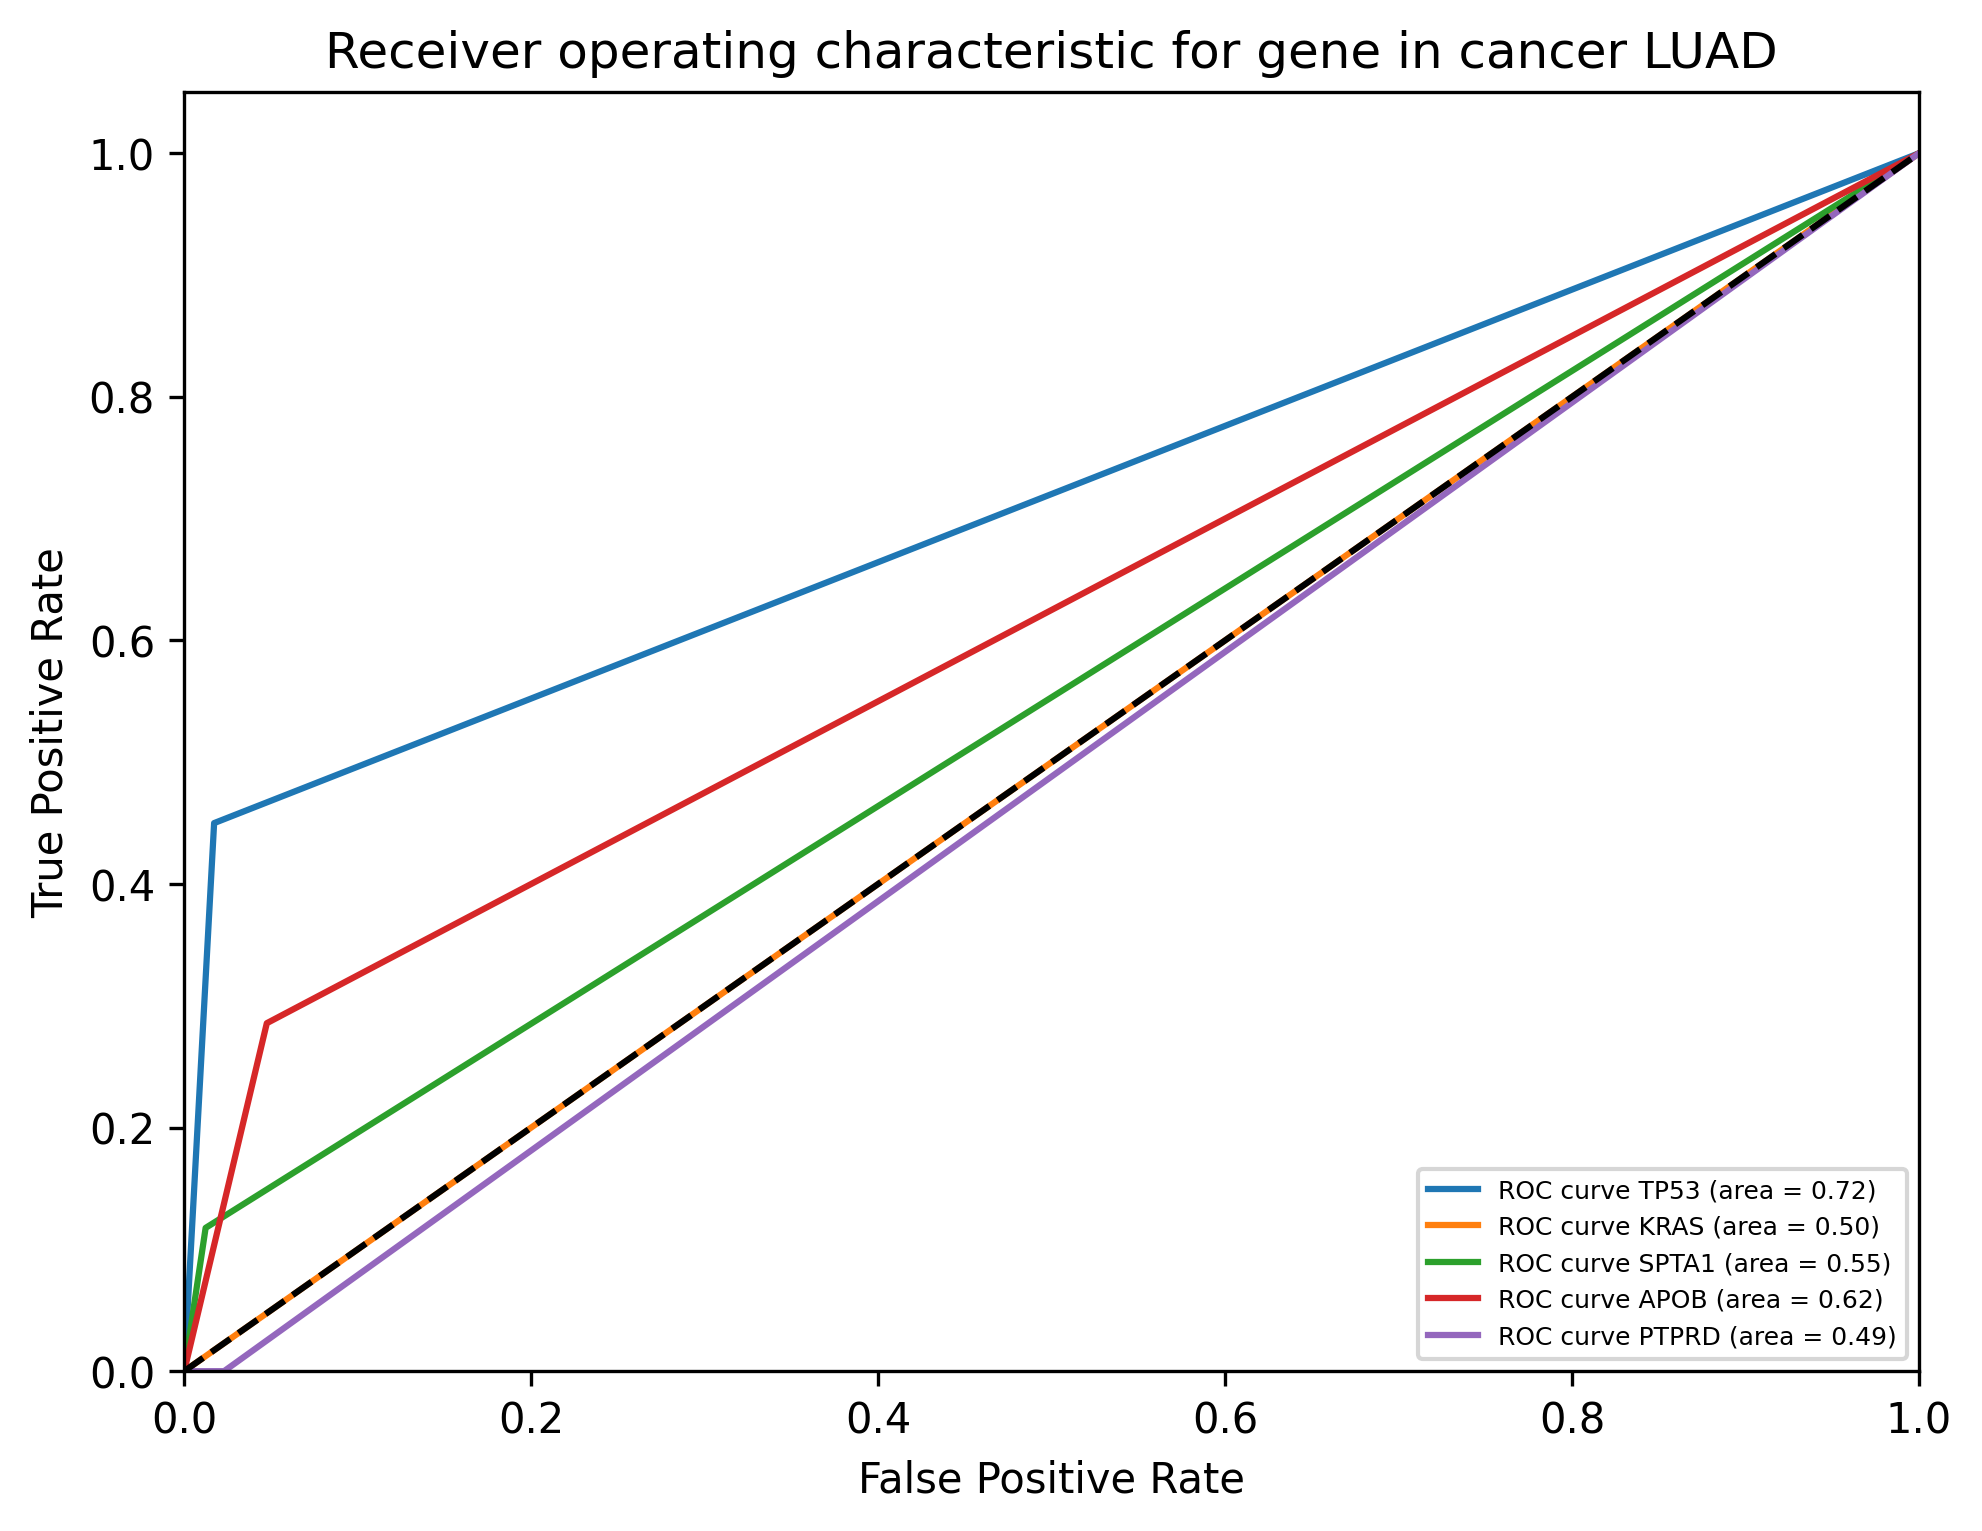 Receiver operating characteristic for gene in cancer LUAD
True Positive Rate
1.0
0.8
0.6
0.4
0.2
0.0
ROC curve TP53 (area = 0.72)
ROC curve KRAS (area = 0.50)
ROC curve SPTA1 (area = 0.55)
ROC curve APOB (area = 0.62)
ROC curve PTPRD (area = 0.49)
0.0 0.2 0.4 0.6 0.8 1.0
False Positive Rate